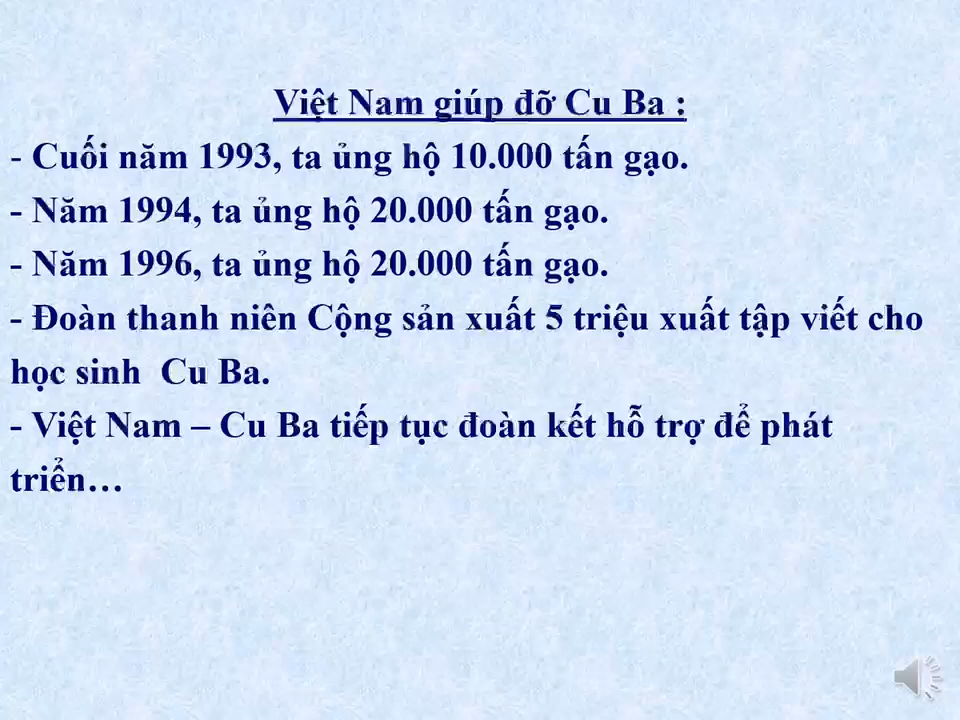 Việt Nam giúp đỡ Cu Ba :
- Cuối năm 1993, ta ủng hộ 10.000 tấn gạo.
- Năm 1994, ta ủng hộ 20.000 tấn gạo.
- Năm 1996, ta ủng hộ 20.000 tấn gạo.
- Đoàn thanh niên Cộng sản xuất 5 triệu xuất tập viết cho
học sinh  Cu Ba.
- Việt Nam – Cu Ba tiếp tục đoàn kết hỗ trợ để phát
triển…